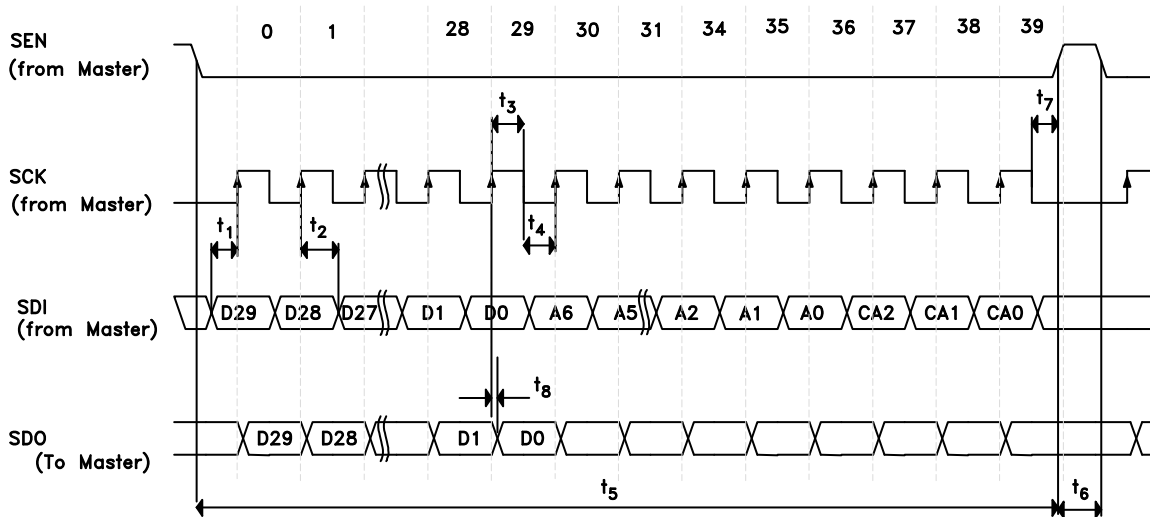 0 1 28 29 30 31 34 35 36 37 38 39
SEN
(from Master)
t3 t7
SCK
(from Master)
t1 t2 t4
SDI
(from Master)
D29 D28 D27 D1 D0 A6 A5 A2 A1 A0 CA2 CA1 CA0
t8
SDO
(To Master)
D29 D28 D1 D0
t5 t6